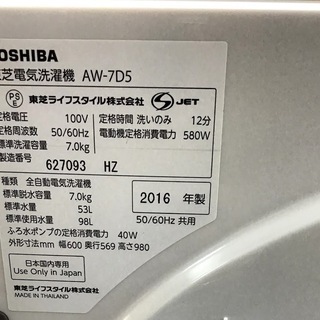 OSHIBA
芝電気洗濯機 AW-7D5
PS E 東芝ライフスタイル株式会社 S JET
定格電圧 100V 定格時間 洗いのみ 12分
定格周波数 50/60Hz 電動機定格消費電力 580W
標準洗濯容量 7.0kg
製造番号 627093 HZ
種類 全自動電気洗濯機
標準脱水容量 7.0kg 2016 年製
標準水量 53L
標準使用水量 98L 50/60Hz 共用
ふろ水ポンプの定格消費電力 40W
外形寸法mm 幅600 奥行569 高さ980
日本国内専用
Use Only in Japan
東芝ライフスタイル株式会社
MADE IN THAILAND